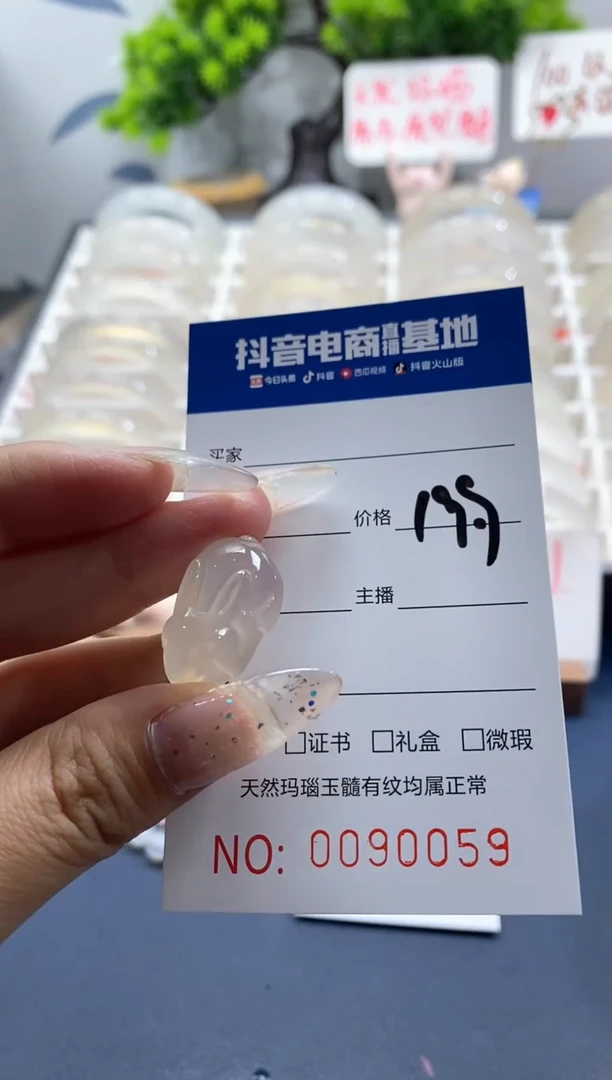 抖音电商直播基地
今日头条 抖音 西瓜视频 抖音火山版
买家
价格 199
主播
□证书 □礼盒 □微瑕
天然玛瑙玉髓有纹均属正常
NO: 0090059